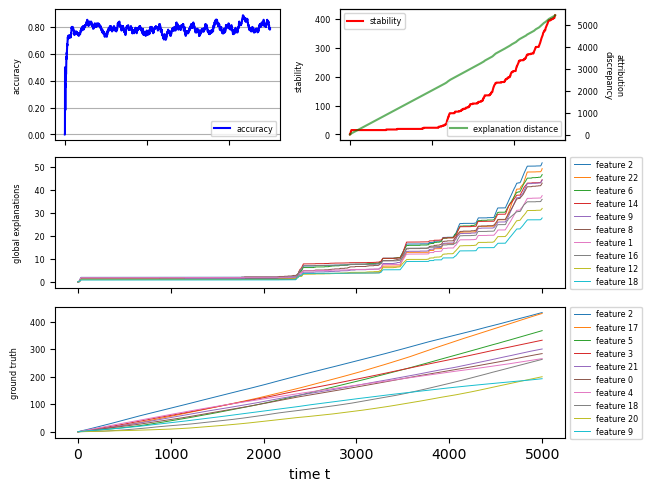 accuracy
0.80
0.60
0.40
0.20
0.00
accuracy
stability
400
300
200
100
0
stability
explanation distance
5000
4000
3000
2000
1000
0
attribution
discrepancy
global explanations
50
40
30
20
10
0
feature 2
feature 22
feature 6
feature 14
feature 9
feature 8
feature 1
feature 16
feature 12
feature 18
ground truth
400
300
200
100
0
feature 2
feature 17
feature 5
feature 3
feature 21
feature 0
feature 4
feature 18
feature 20
feature 9
0 1000 2000 3000 4000 5000
time t